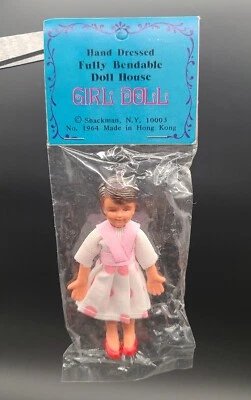 Hand Dressed
Fully Bendable
Doll House
GIRL DOLL
© Shackman, N.Y. 10003
No. 1964 Made in Hong Kong